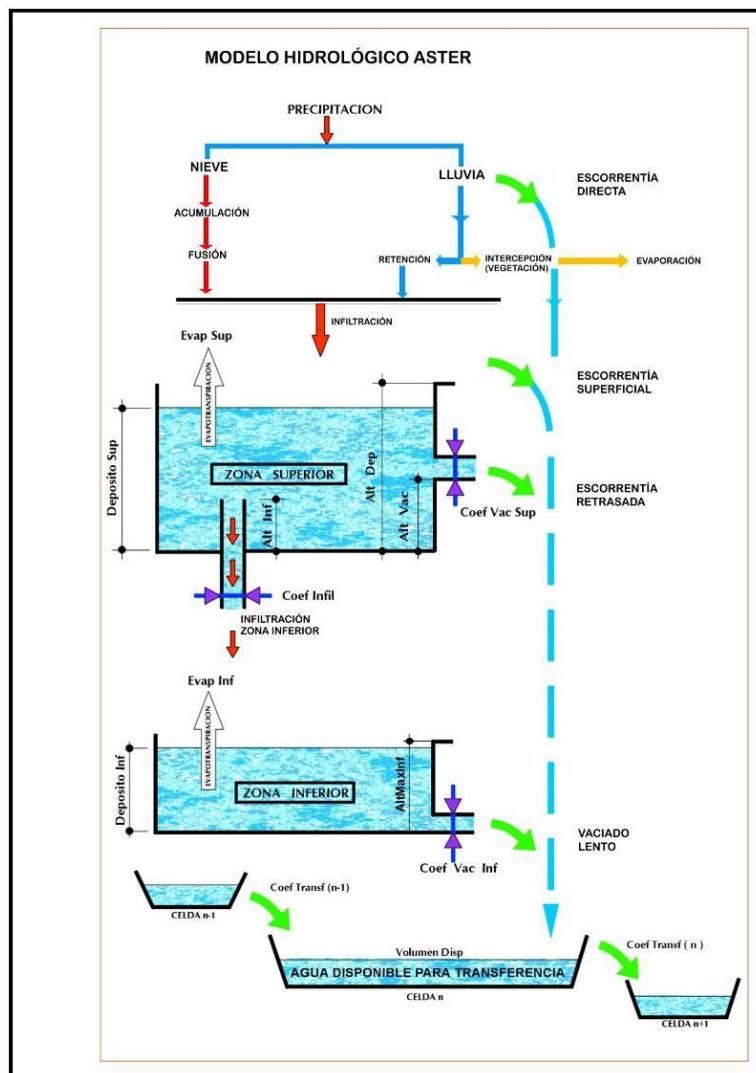 MODELO HIDROLÓGICO ASTER
PRECIPITACION
NIEVE
LLUVIA
ESCORRENTÍA
DIRECTA
ACUMULACIÓN
FUSIÓN
RETENCIÓN
INTERCEPCIÓN
(VEGETACIÓN)
EVAPORACIÓN
INFILTRACIÓN
Evap Sup
EVAPOTRANSPIRACION
ESCORRENTÍA
SUPERFICIAL
Deposito Sup
ZONA SUPERIOR
Alt Inf
Alt Dep
Alt Vac
Coef Vac Sup
ESCORRENTÍA
RETRASADA
Coef Infil
INFILTRACIÓN
ZONA INFERIOR
Evap Inf
EVAPOTRANSPIRACION
Deposito Inf
ZONA INFERIOR
AltMaxInf
Coef Vac Inf
VACIADO
LENTO
Coef Transf (n-1)
CELDA n-1
Volumen Disp
AGUA DISPONIBLE PARA TRANSFERENCIA
CELDA n
Coef Transf ( n )
CELDA n+1